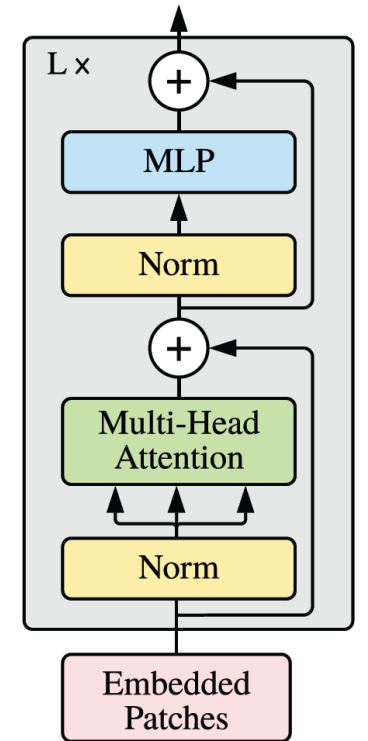 L ×
+
MLP
Norm
+
Multi-Head
Attention
Norm
Embedded
Patches